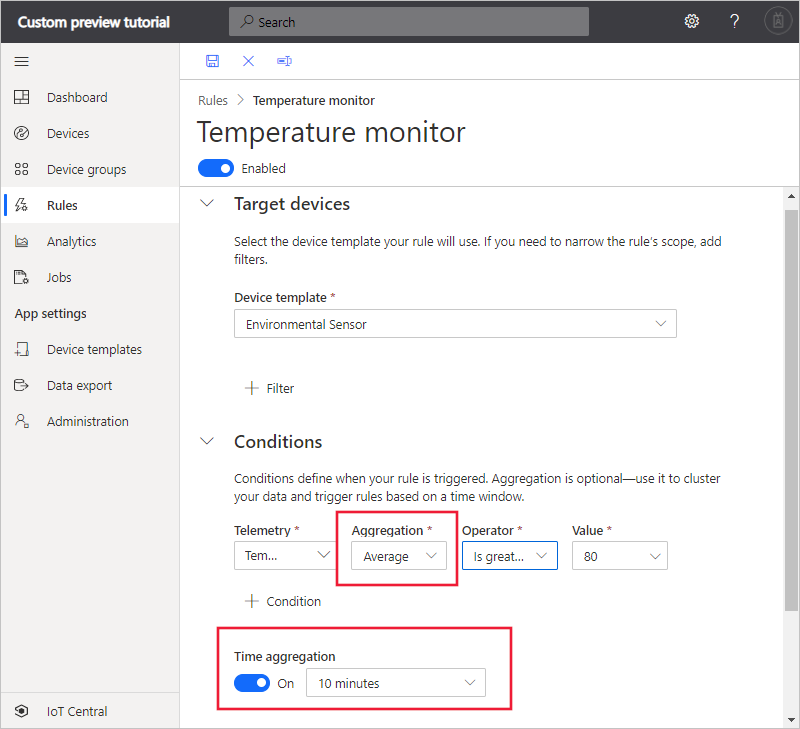 Custom preview tutorial
Search
?
Dashboard
Devices
Device groups
Rules
Analytics
Jobs
App settings
Device templates
Data export
Administration
IoT Central
Rules > Temperature monitor
Temperature monitor
Enabled
Target devices
Select the device template your rule will use. If you need to narrow the rule's scope, add
filters.
Device template *
Environmental Sensor
+ Filter
Conditions
Conditions define when your rule is triggered. Aggregation is optional—use it to cluster
your data and trigger rules based on a time window.
Telemetry * Aggregation * Operator * Value *
Tem... Average Is great... 80
+ Condition
Time aggregation
On 10 minutes